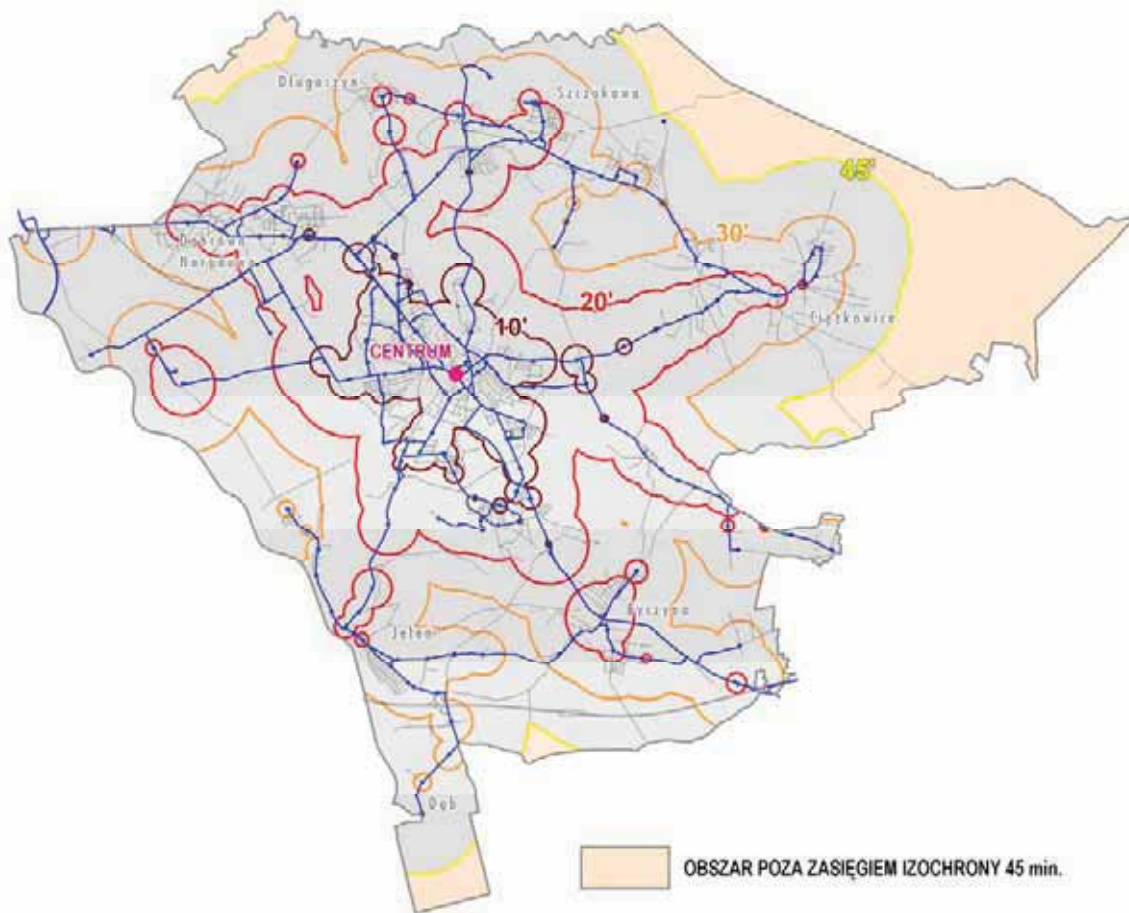 Długoszyn
Szczakowa
45'
Dąbrowa
Narodowa
30'
20'
Ciężkowice
10'
CENTRUM
Byczyna
Jeleń
Dąb
OBSZAR POZA ZASIĘGIEM IZOCHRONY 45 min.